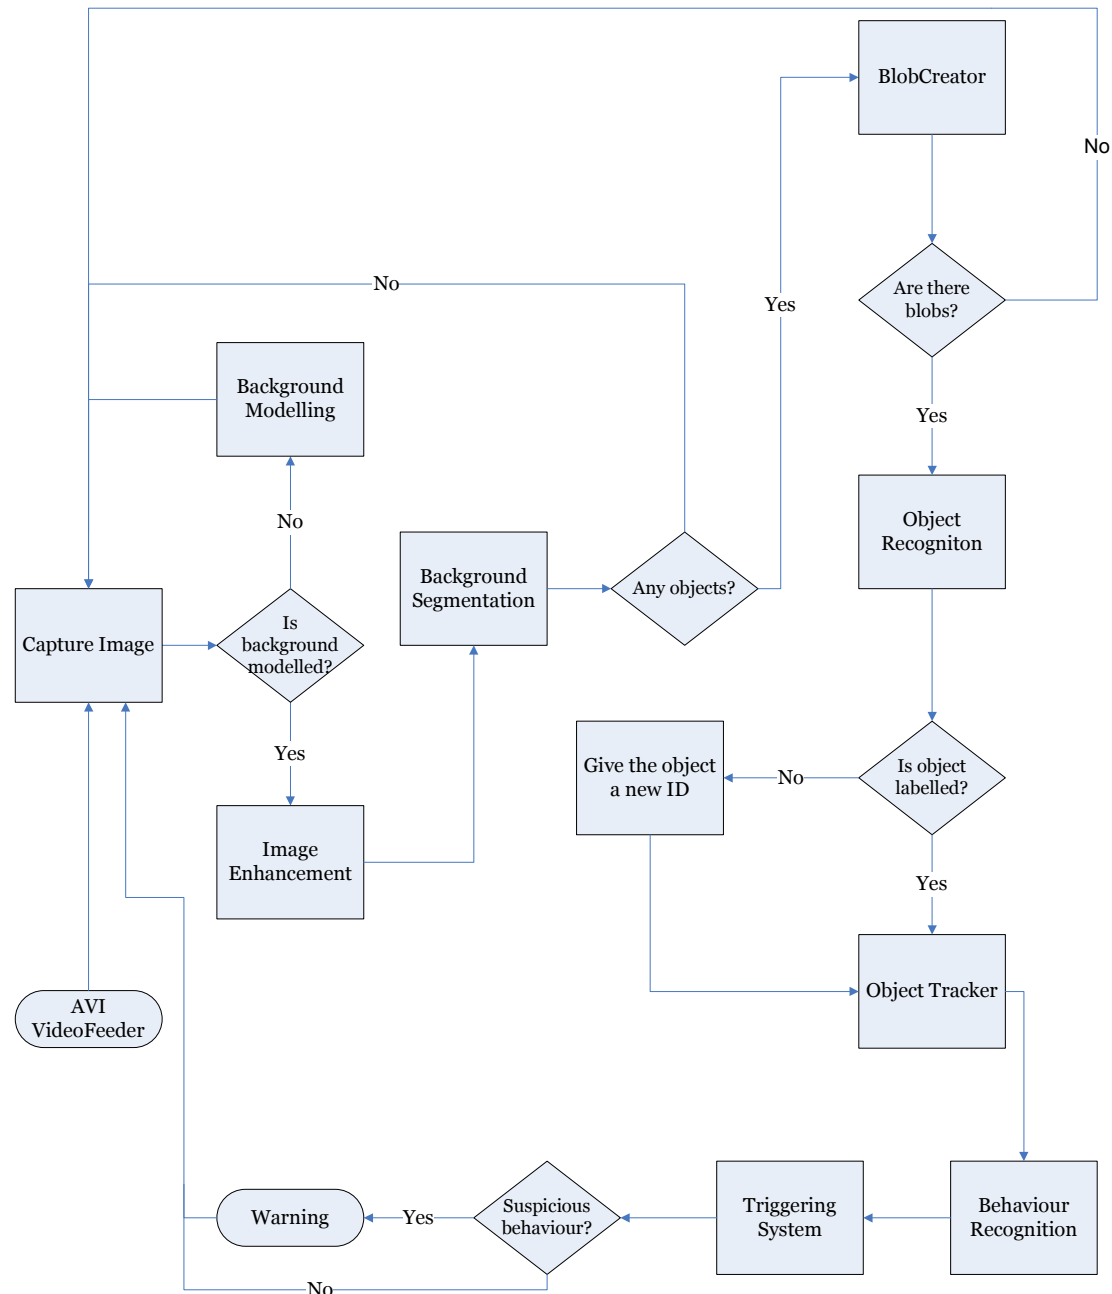 BlobCreator
No
Are there
blobs?
No
Yes
Background
Modelling
Yes
No
Object
Recogniton
Background
Segmentation
Any objects?
Capture Image
Is
background
modelled?
Yes
Give the object
a new ID
No
Is object
labelled?
Image
Enhancement
Yes
AVI
VideoFeeder
Object Tracker
Warning
Yes
Suspicious
behaviour?
Triggering
System
Behaviour
Recognition
No